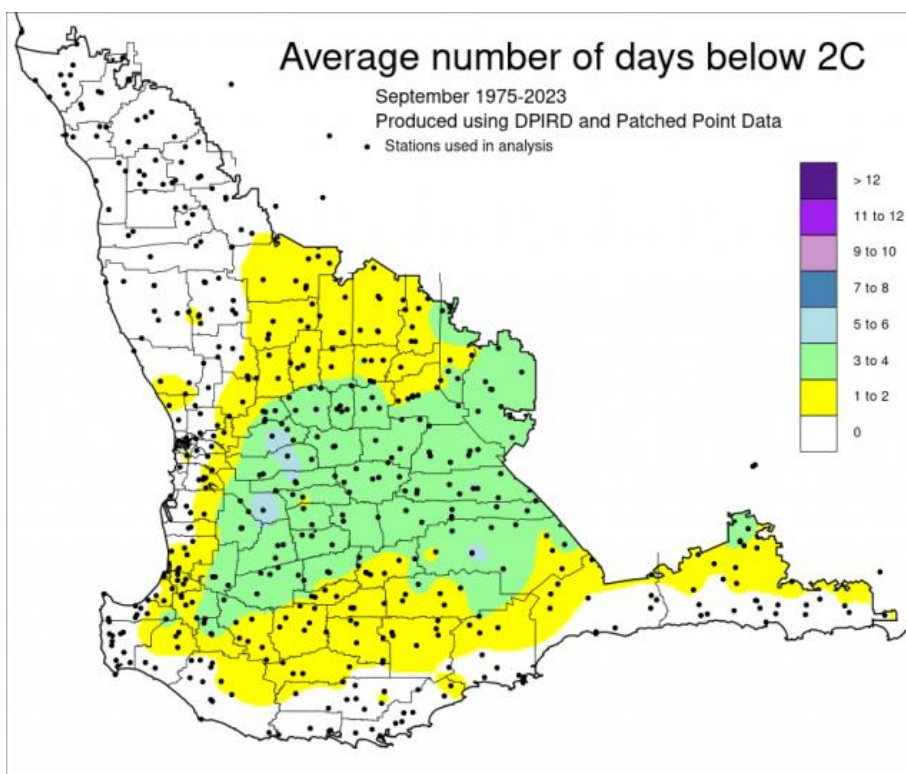 Average number of days below 2C
September 1975-2023
Produced using DPIRD and Patched Point Data
Stations used in analysis
> 12
11 to 12
9 to 10
7 to 8
5 to 6
3 to 4
1 to 2
0